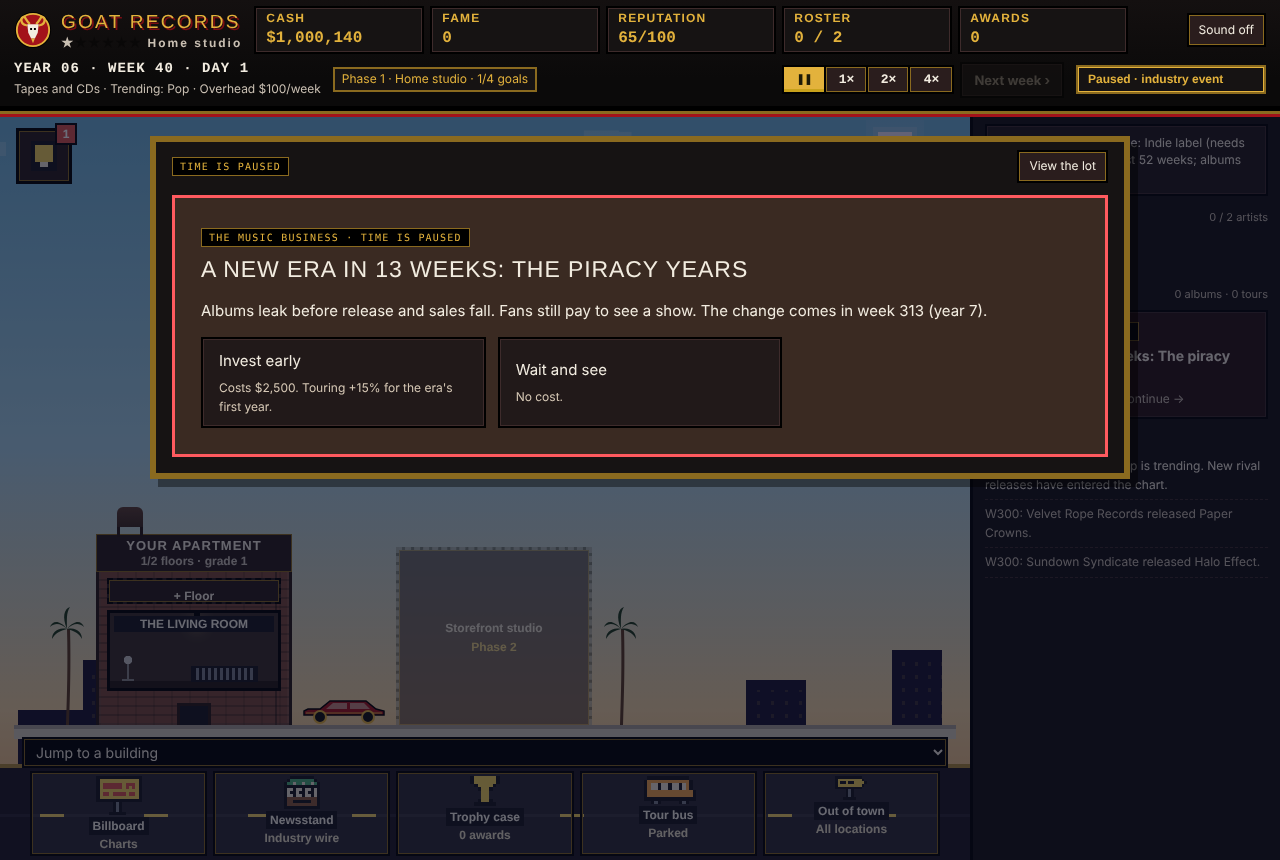 GOAT RECORDS
Home studio
CASH
$1,000,140
FAME
0
REPUTATION
65/100
ROSTER
0 / 2
AWARDS
0
Sound off
YEAR 06 · WEEK 40 · DAY 1
Tapes and CDs · Trending: Pop · Overhead $100/week
Phase 1 · Home studio · 1/4 goals
1×
2×
4×
Next week ›
Paused · industry event
1
TIME IS PAUSED
View the lot
THE MUSIC BUSINESS · TIME IS PAUSED
A NEW ERA IN 13 WEEKS: THE PIRACY YEARS
Albums leak before release and sales fall. Fans still pay to see a show. The change comes in week 313 (year 7).
Invest early
Costs $2,500. Touring +15% for the era's
first year.
Wait and see
No cost.
e: Indie label (needs
52 weeks; albums
0 / 2 artists
0 albums · 0 tours
eks: The piracy
ontinue →
p is trending. New rival
releases have entered the chart.
W300: Velvet Rope Records released Paper
Crowns.
W300: Sundown Syndicate released Halo Effect.
YOUR APARTMENT
1/2 floors · grade 1
+ Floor
THE LIVING ROOM
Storefront studio
Phase 2
Jump to a building
Billboard
Charts
Newsstand
Industry wire
Trophy case
0 awards
Tour bus
Parked
Out of town
All locations